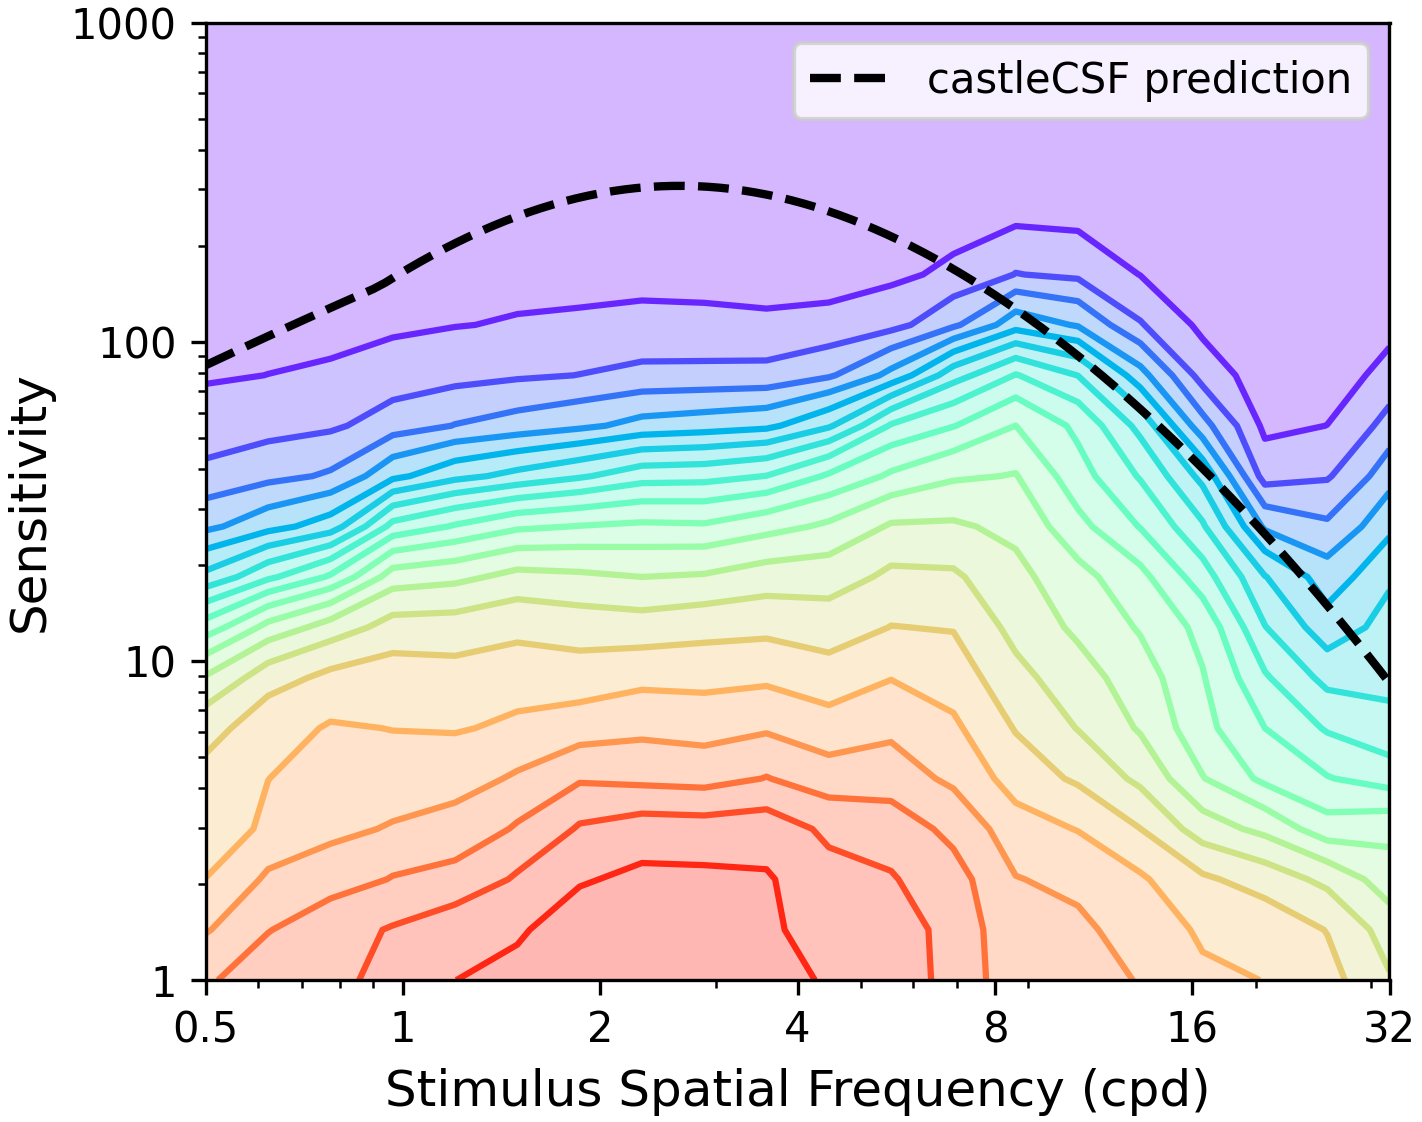 1000
castleCSF prediction
100
Sensitivity
10
1
0.5 1 2 4 8 16 32
Stimulus Spatial Frequency (cpd)